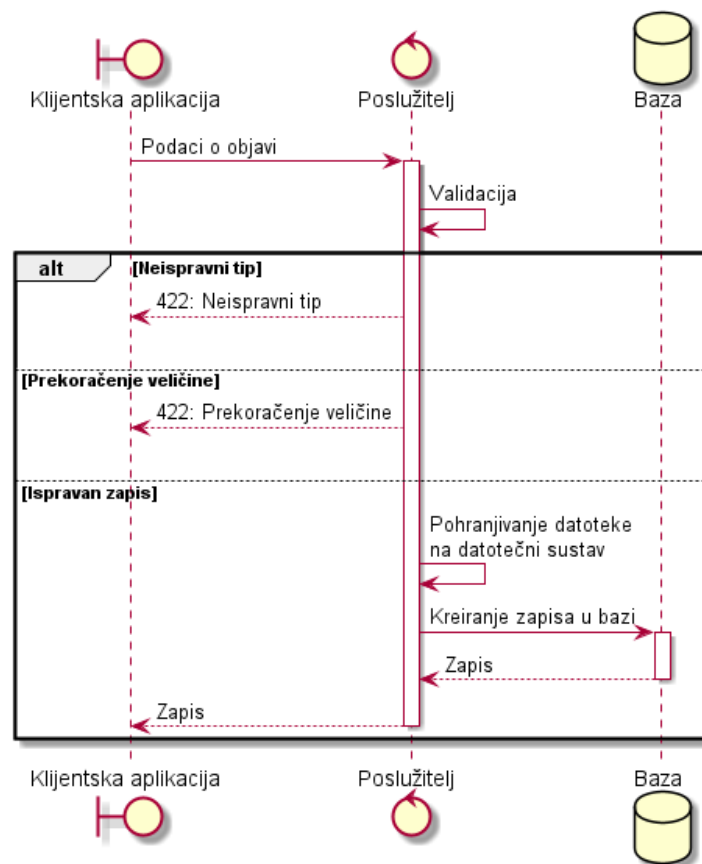 Klijentska aplikacija
Poslužitelj
Baza
Podaci o objavi
Validacija
alt
[Neispravni tip]
422: Neispravni tip
[Prekoračenje veličine]
422: Prekoračenje veličine
[Ispravan zapis]
Pohranjivanje datoteke
na datotečni sustav
Kreiranje zapisa u bazi
Zapis
Zapis
Klijentska aplikacija
Poslužitelj
Baza